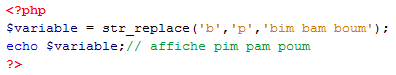 <?php
$variable = str_replace('b','p','bim bam boum');
echo $variable;// affiche pim pam poum
?>